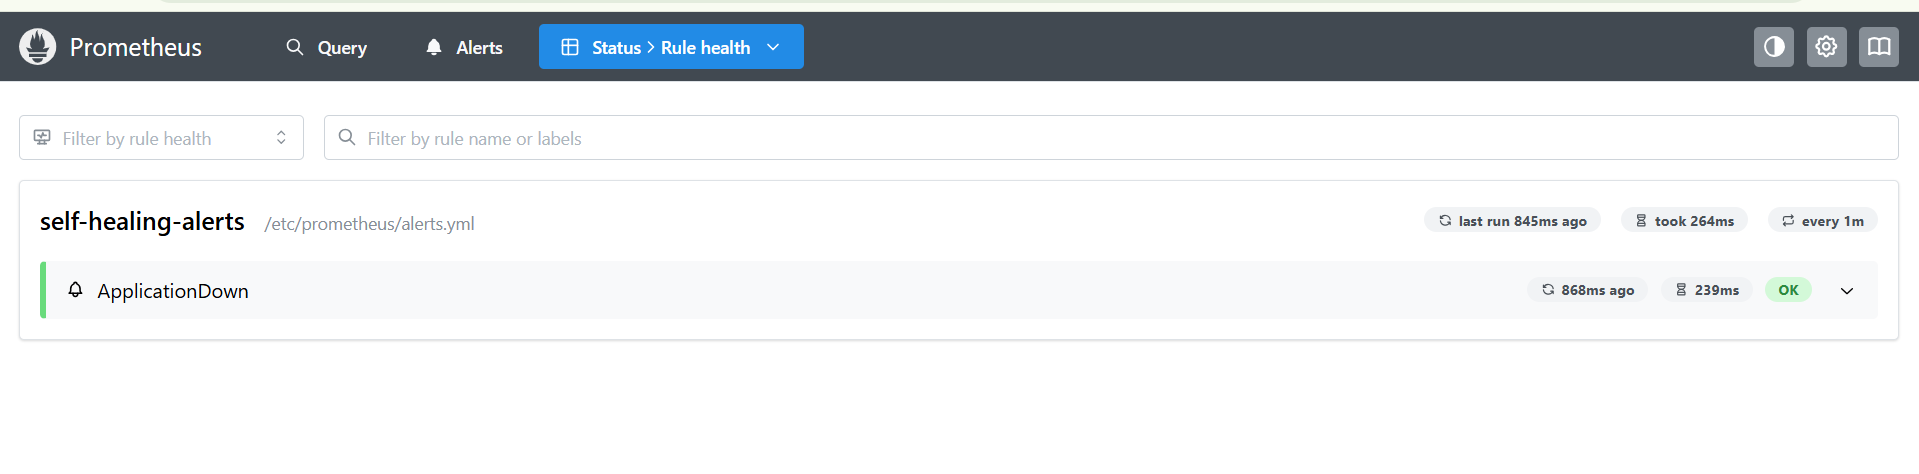 Prometheus Query Alerts Status > Rule health
Filter by rule health Filter by rule name or labels
self-healing-alerts /etc/prometheus/alerts.yml last run 845ms ago took 264ms every 1m
ApplicationDown 868ms ago 239ms OK